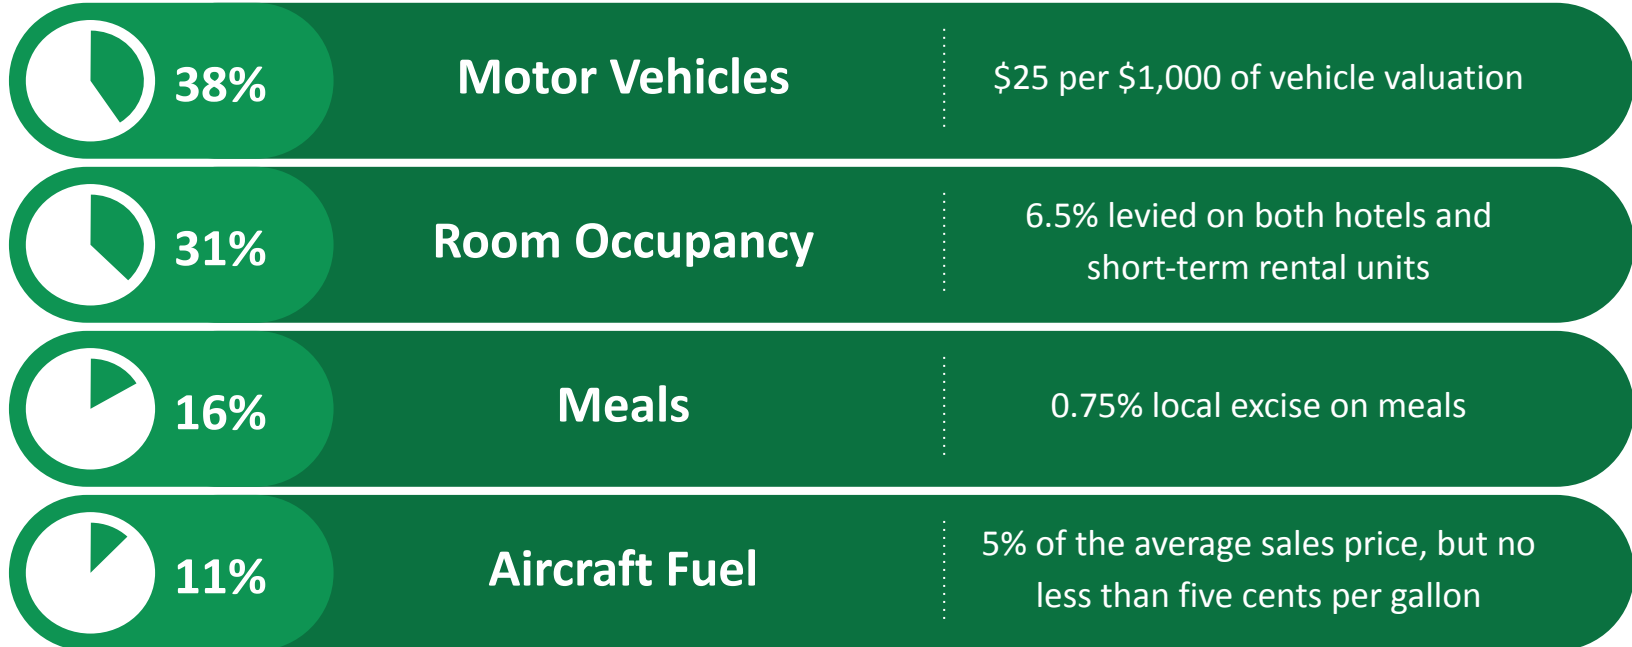 38%
Motor Vehicles
$25 per $1,000 of vehicle valuation
31%
Room Occupancy
6.5% levied on both hotels and
short-term rental units
16%
Meals
0.75% local excise on meals
11%
Aircraft Fuel
5% of the average sales price, but no
less than five cents per gallon